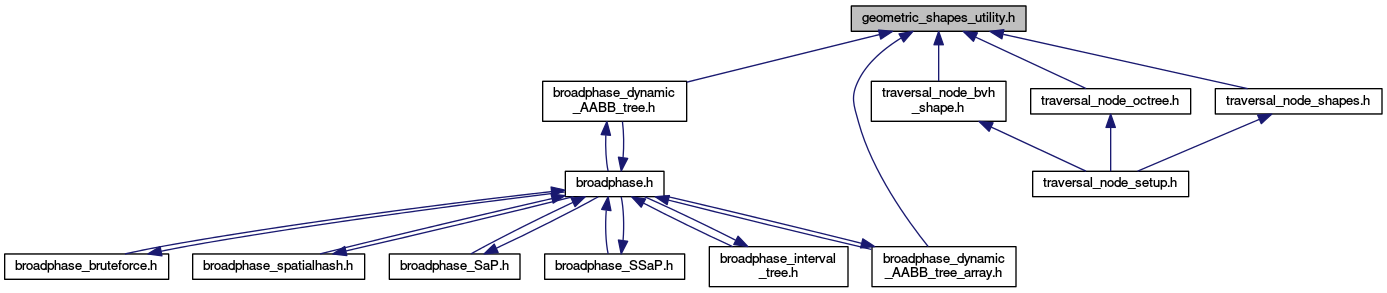 geometric_shapes_utility.h
broadphase_dynamic
_AABB_tree.h
traversal_node_bvh
_shape.h
traversal_node_octree.h
traversal_node_shapes.h
broadphase.h
traversal_node_setup.h
broadphase_bruteforce.h
broadphase_spatialhash.h
broadphase_SaP.h
broadphase_SSaP.h
broadphase_interval
_tree.h
broadphase_dynamic
_AABB_tree_array.h